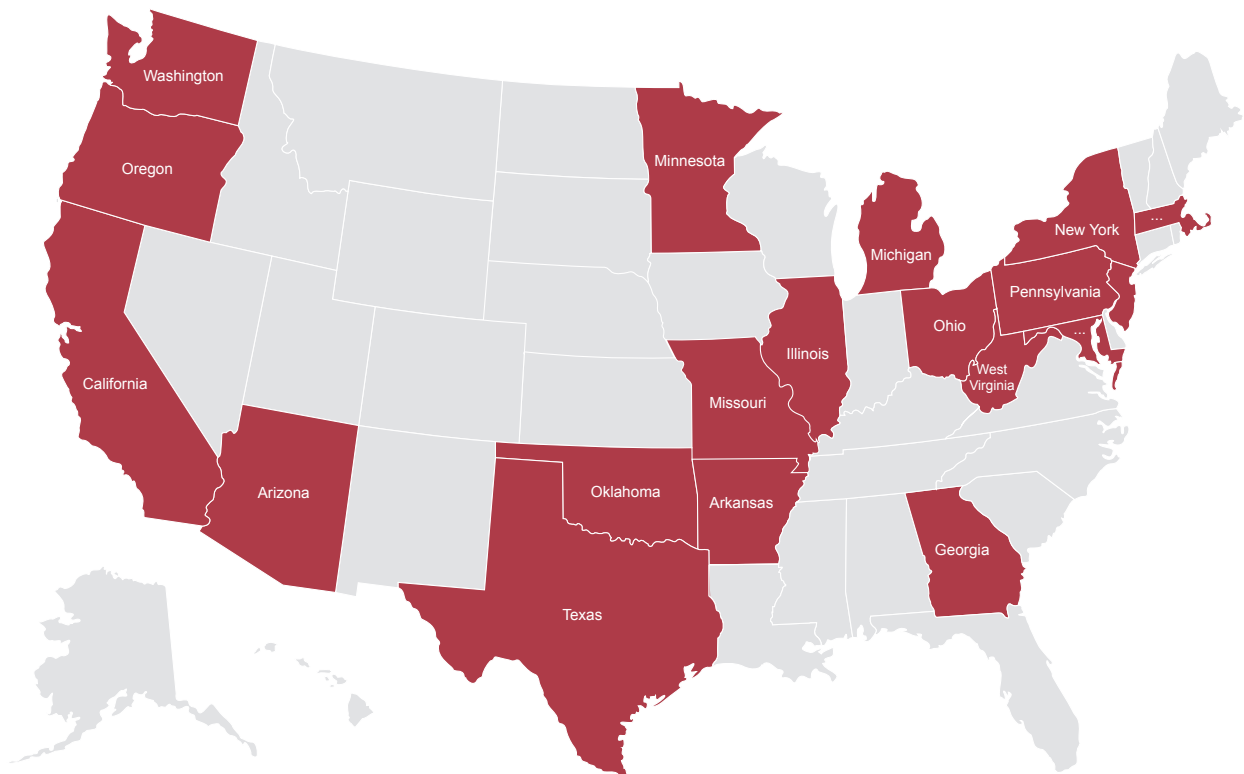 Washington
Oregon
Minnesota
...
New York
Michigan
Pennsylvania
Ohio
...
Illinois
West
Virginia
California
Missouri
Arizona
Oklahoma
Arkansas
Georgia
Texas